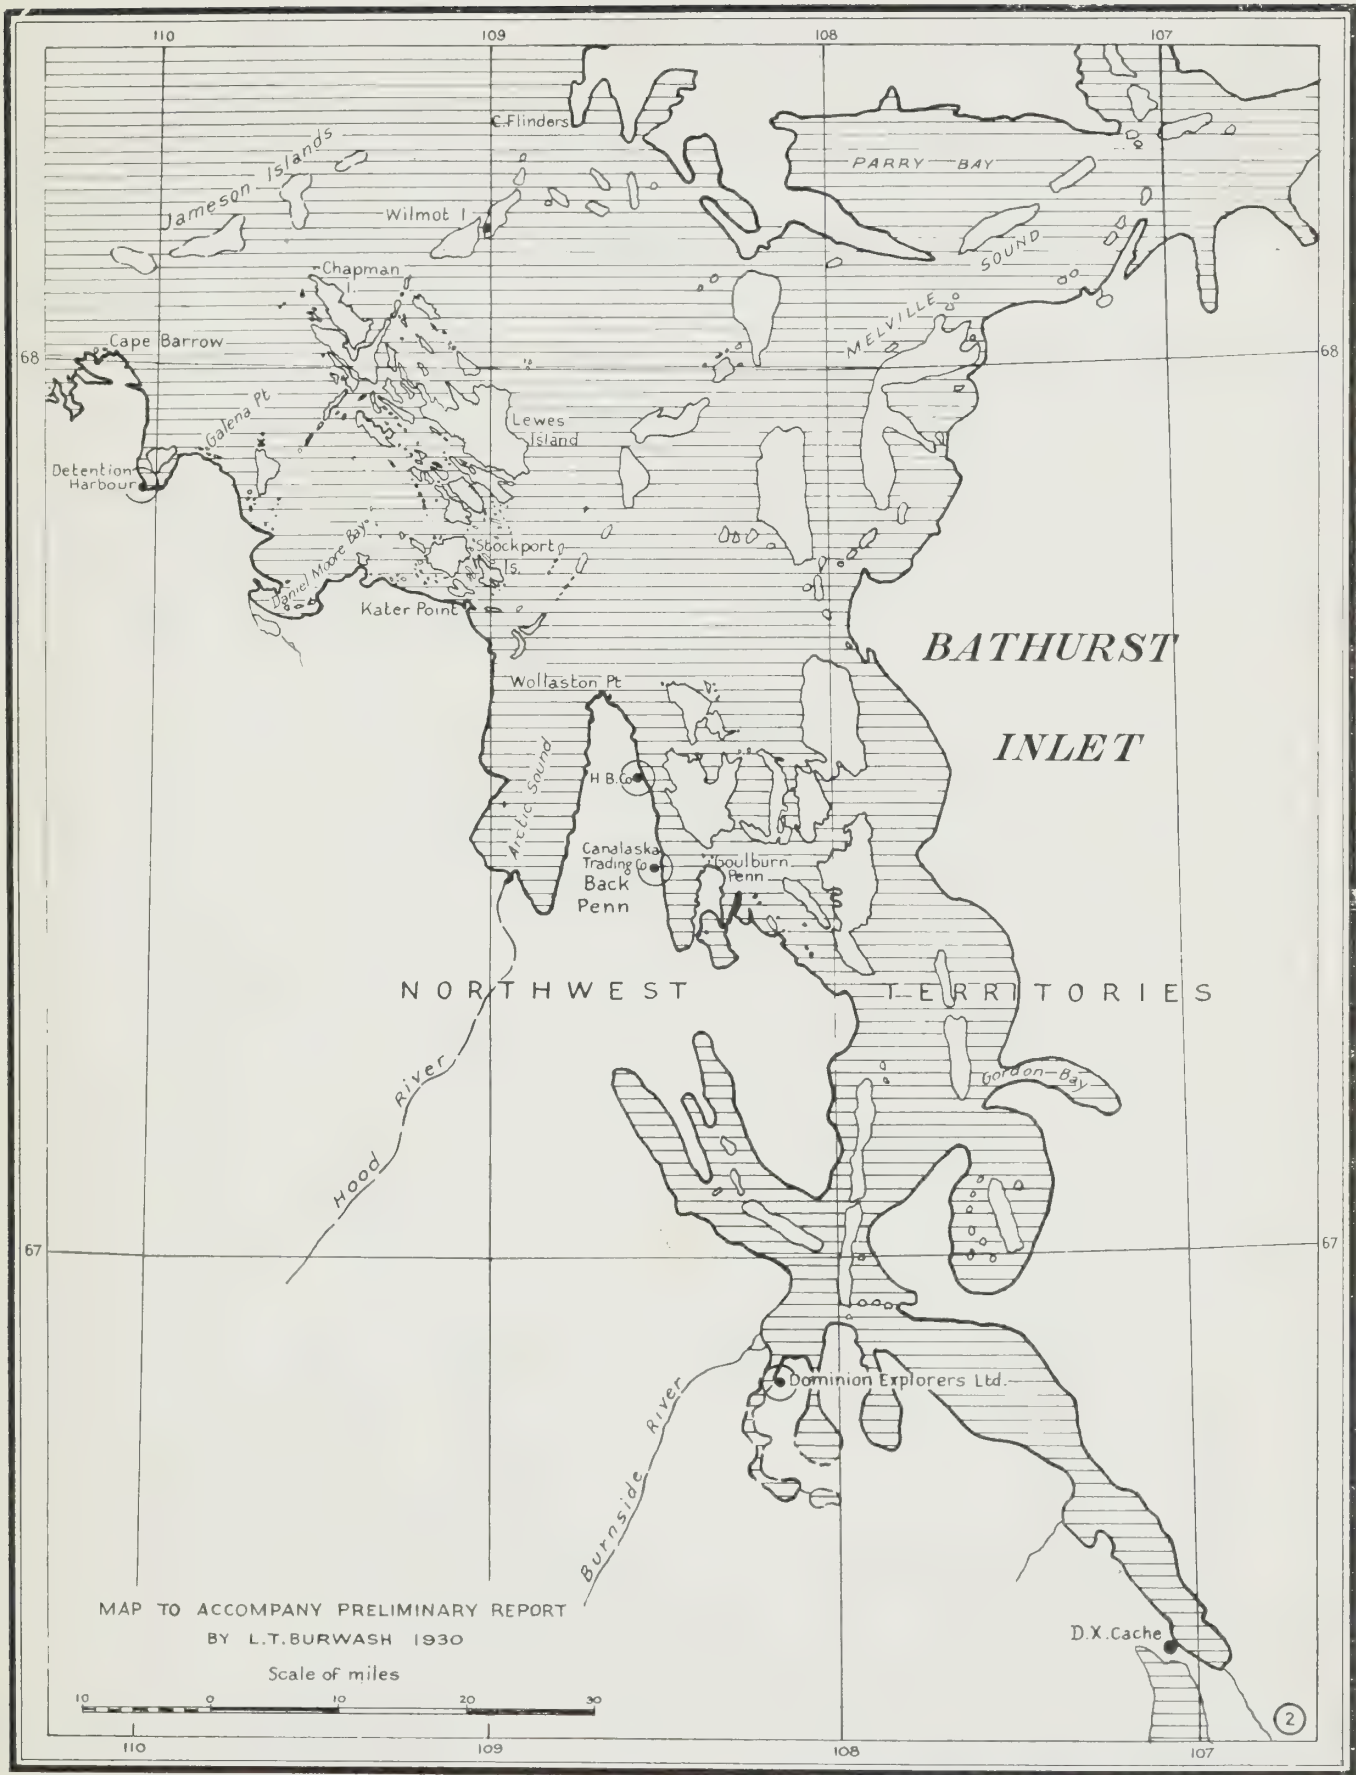 110 109 108 107
C. Flinders
PARRY BAY
Jameson Islands
Wilmot I
SOUND
Chapman
I.
MELVILLE
Cape Barrow
68 68
Galena Pt
Lewes
Island
Detention
Harbour
Daniel Moore Bay
Stockport
Is.
Kater Point
BATHURST
Wollaston Pt
INLET
Arctic Sound
H.B.Co
Canalaska
Trading Co
Back
Penn
Goulburn
Penn
NORTHWEST TERRITORIES
Gordon Bay
Hood River
67 67
Dominion Explorers Ltd.
Burnside River
MAP TO ACCOMPANY PRELIMINARY REPORT
BY L.T.BURWASH 1930
Scale of miles
10 0 10 20 30
D.X.Cache
2
110 109 108 107